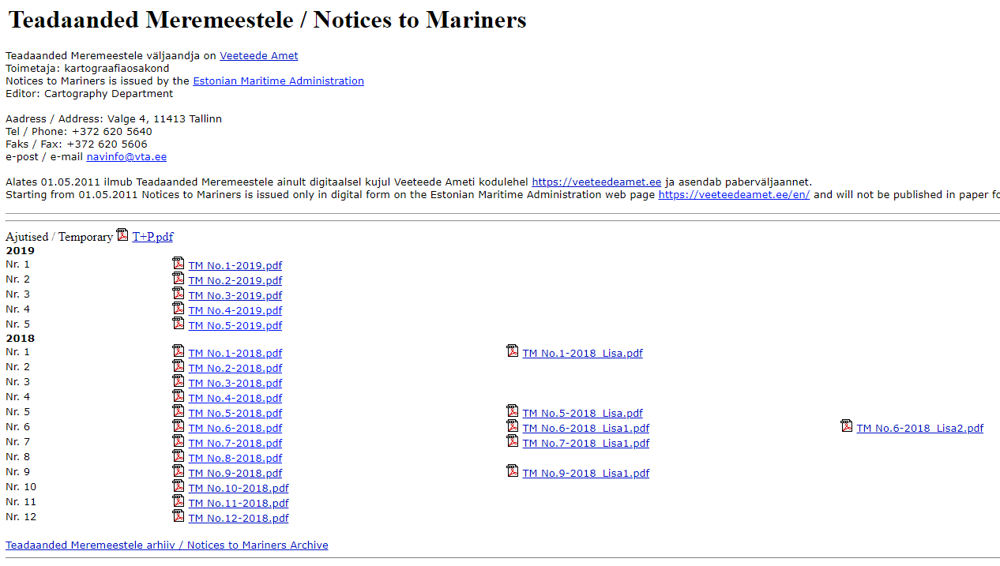 Teadaanded Meremeestele / Notices to Mariners
Teadaanded Meremeestele väljaandja on Veeteede Amet
Toimetaja: kartograafiaosakond
Notices to Mariners is issued by the Estonian Maritime Administration
Editor: Cartography Department
Aadress / Address: Valge 4, 11413 Tallinn
Tel / Phone: +372 620 5640
Faks / Fax: +372 620 5606
e-post / e-mail navinfo@vta.ee
Alates 01.05.2011 ilmub Teadaanded Meremeestele ainult digitaalsel kujul Veeteede Ameti kodulehel https://veeteedeamet.ee ja asendab paberväljaannet.
Starting from 01.05.2011 Notices to Mariners is issued only in digital form on the Estonian Maritime Administration web page https://veeteedeamet.ee/en/ and will not be published in paper fo
Ajutised / Temporary T+P.pdf
2019
Nr. 1 TM No.1-2019.pdf
Nr. 2 TM No.2-2019.pdf
Nr. 3 TM No.3-2019.pdf
Nr. 4 TM No.4-2019.pdf
Nr. 5 TM No.5-2019.pdf
2018
Nr. 1 TM No.1-2018.pdf TM No.1-2018_Lisa.pdf
Nr. 2 TM No.2-2018.pdf
Nr. 3 TM No.3-2018.pdf
Nr. 4 TM No.4-2018.pdf
Nr. 5 TM No.5-2018.pdf TM No.5-2018_Lisa.pdf
Nr. 6 TM No.6-2018.pdf TM No.6-2018_Lisa1.pdf TM No.6-2018_Lisa2.pdf
Nr. 7 TM No.7-2018.pdf TM No.7-2018_Lisa1.pdf
Nr. 8 TM No.8-2018.pdf
Nr. 9 TM No.9-2018.pdf TM No.9-2018_Lisa1.pdf
Nr. 10 TM No.10-2018.pdf
Nr. 11 TM No.11-2018.pdf
Nr. 12 TM No.12-2018.pdf
Teadaanded Meremeestele arhiiv / Notices to Mariners Archive